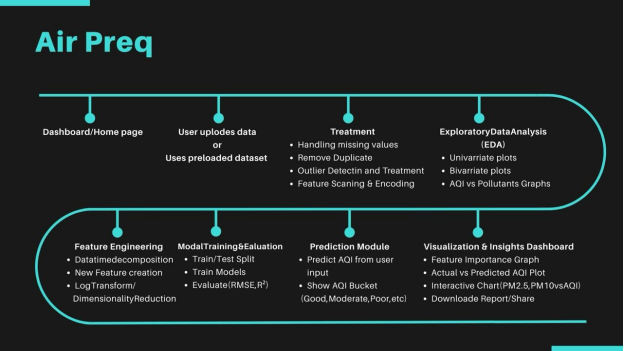 Air Preq
Dashboard/Home page
User uplodes data
or
Uses preloaded dataset
Treatment
• Handling missing values
• Remove Duplicate
• Outlier Detectin and Treatment
• Feature Scaning & Encoding
ExploratoryDataAnalysis
(EDA)
• Univarriate plots
• Bivarriate plots
• AQI vs Pollutants Graphs
Feature Engineering
• Datatimedecomposition
• New Feature creation
• LogTransform/
DimensionalityReduction
ModalTraining&Ealuation
• Train/Test Split
• Train Models
• Evaluate(RMSE,R²)
Prediction Module
• Predict AQI from user
input
• Show AQI Bucket
(Good,Moderate,Poor,etc)
Visualization & Insights Dashboard
• Feature Importance Graph
• Actual vs Predicted AQI Plot
• Interactive Chart(PM2.5,PM10vsAQI)
• Downloade Report/Share